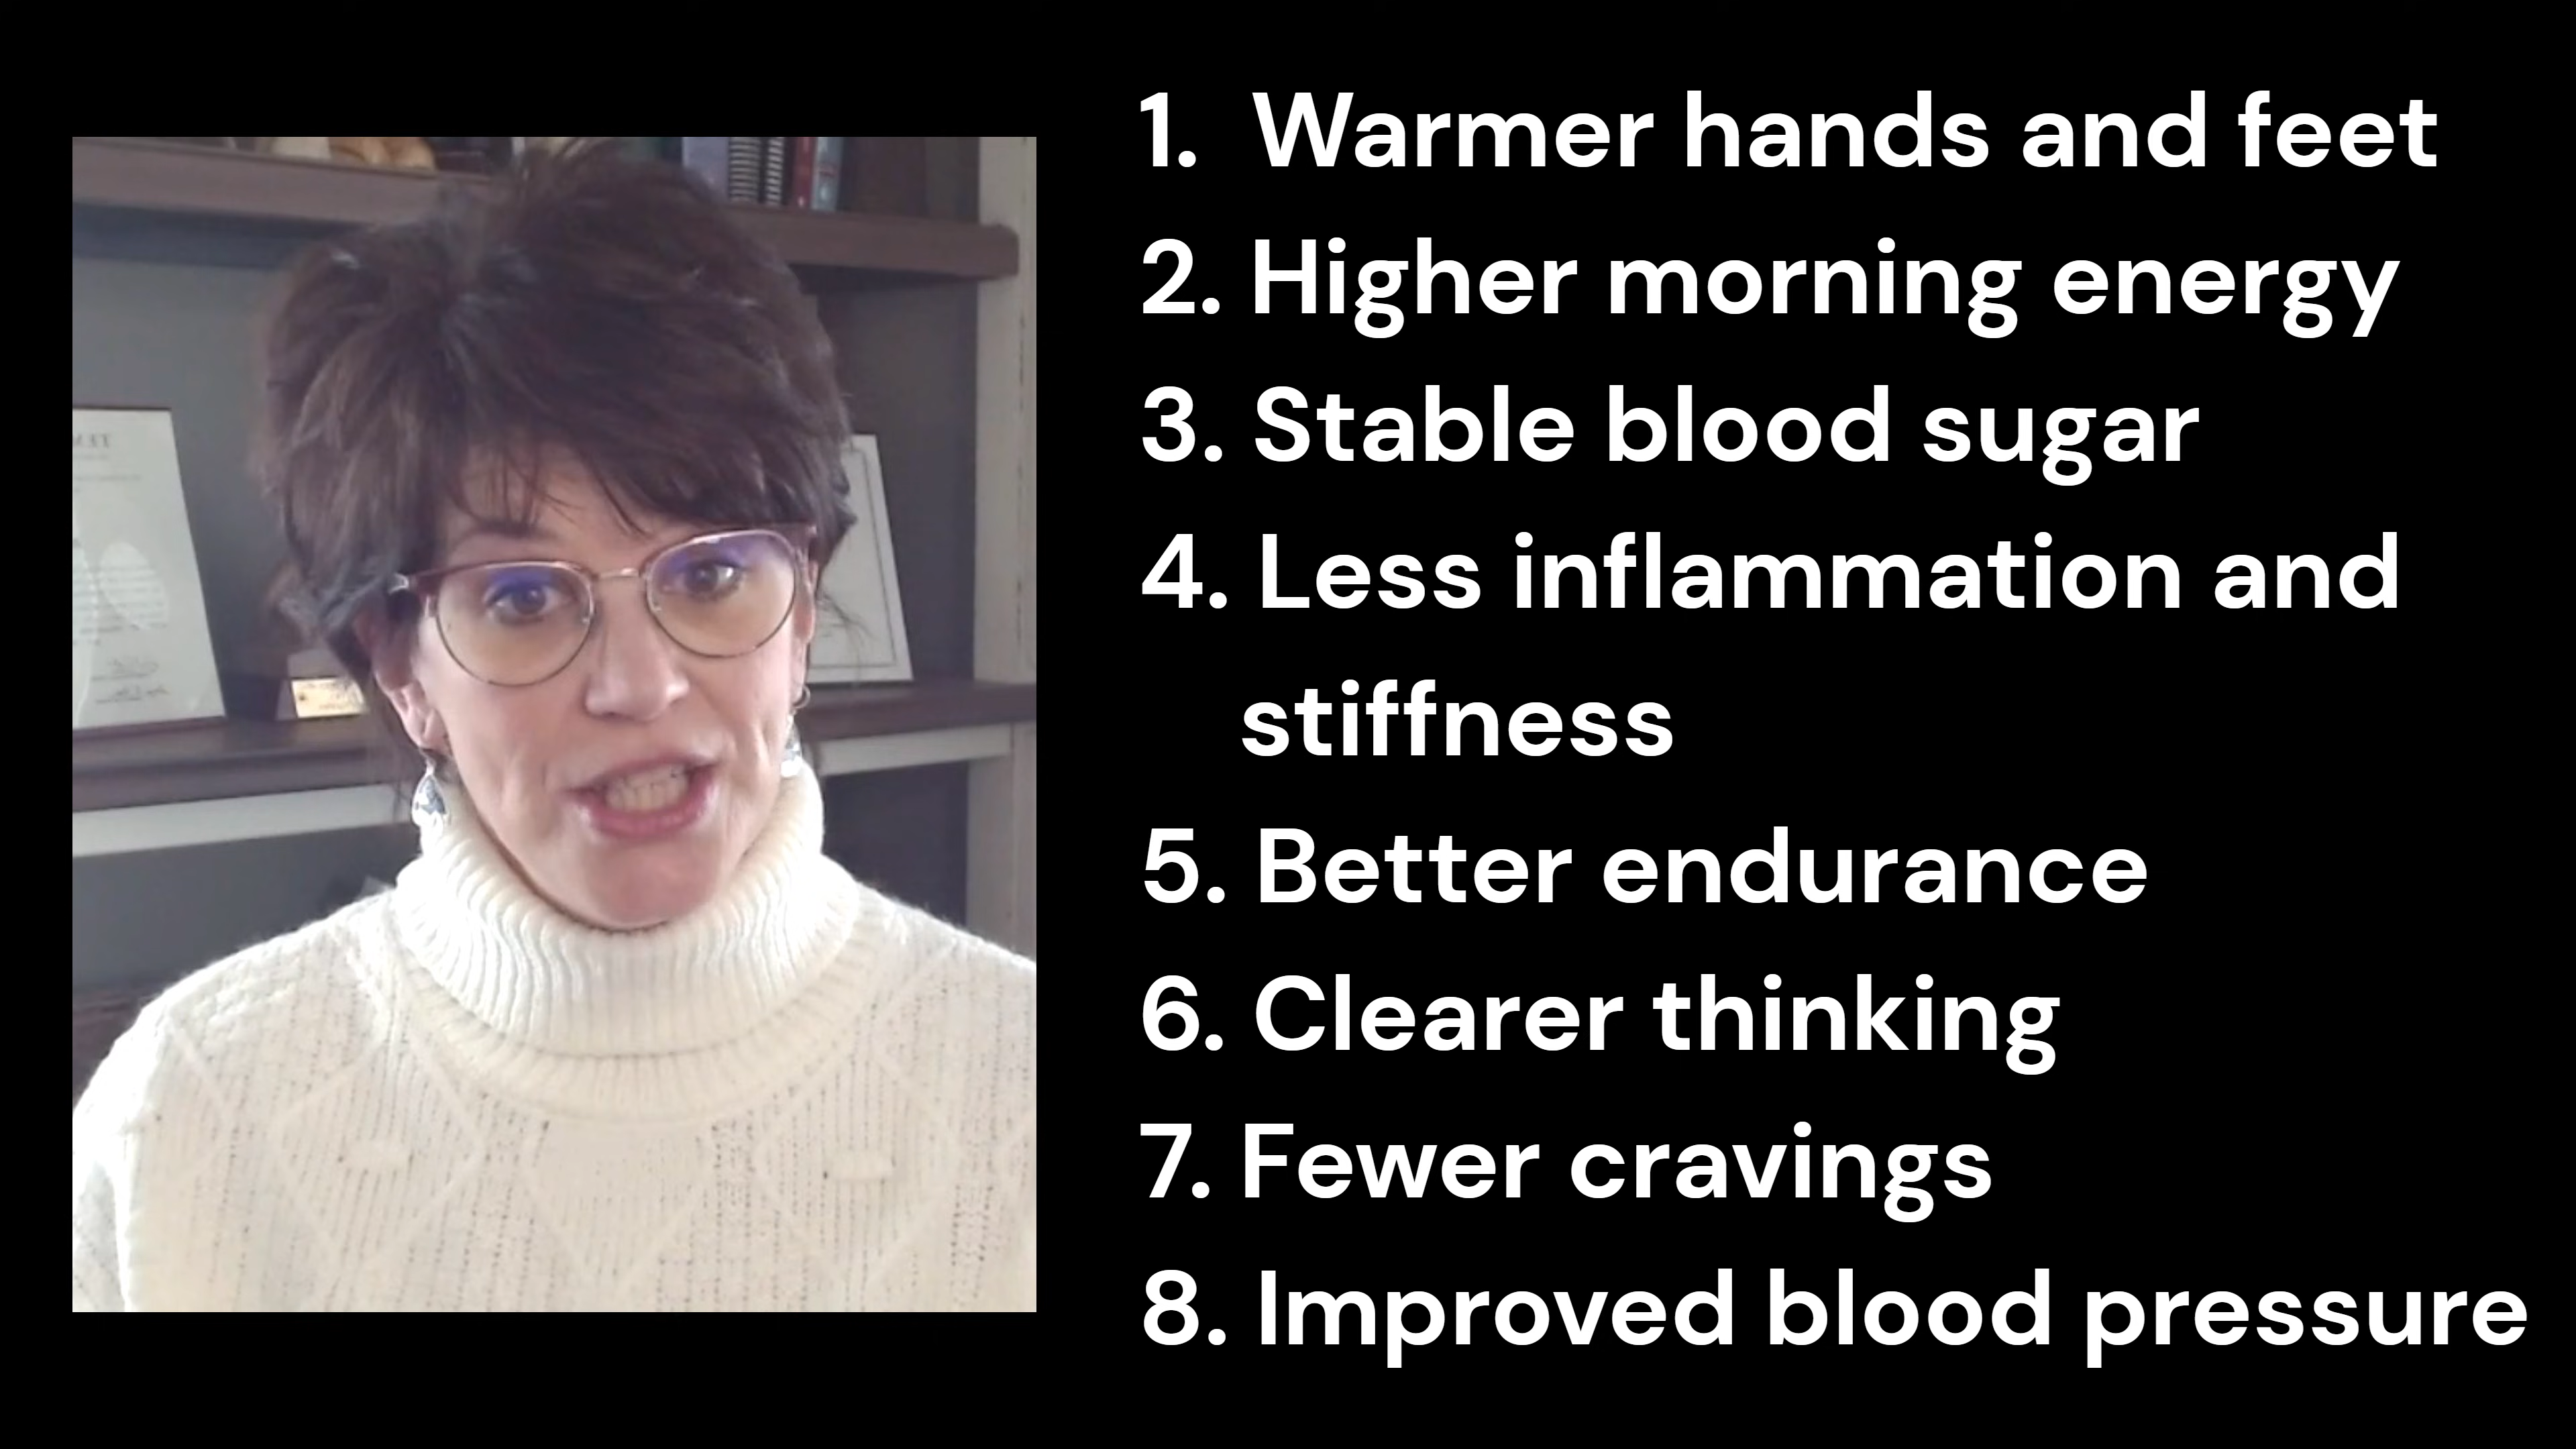 1. Warmer hands and feet
2. Higher morning energy
3. Stable blood sugar
4. Less inflammation and
stiffness
5. Better endurance
6. Clearer thinking
7. Fewer cravings
8. Improved blood pressure